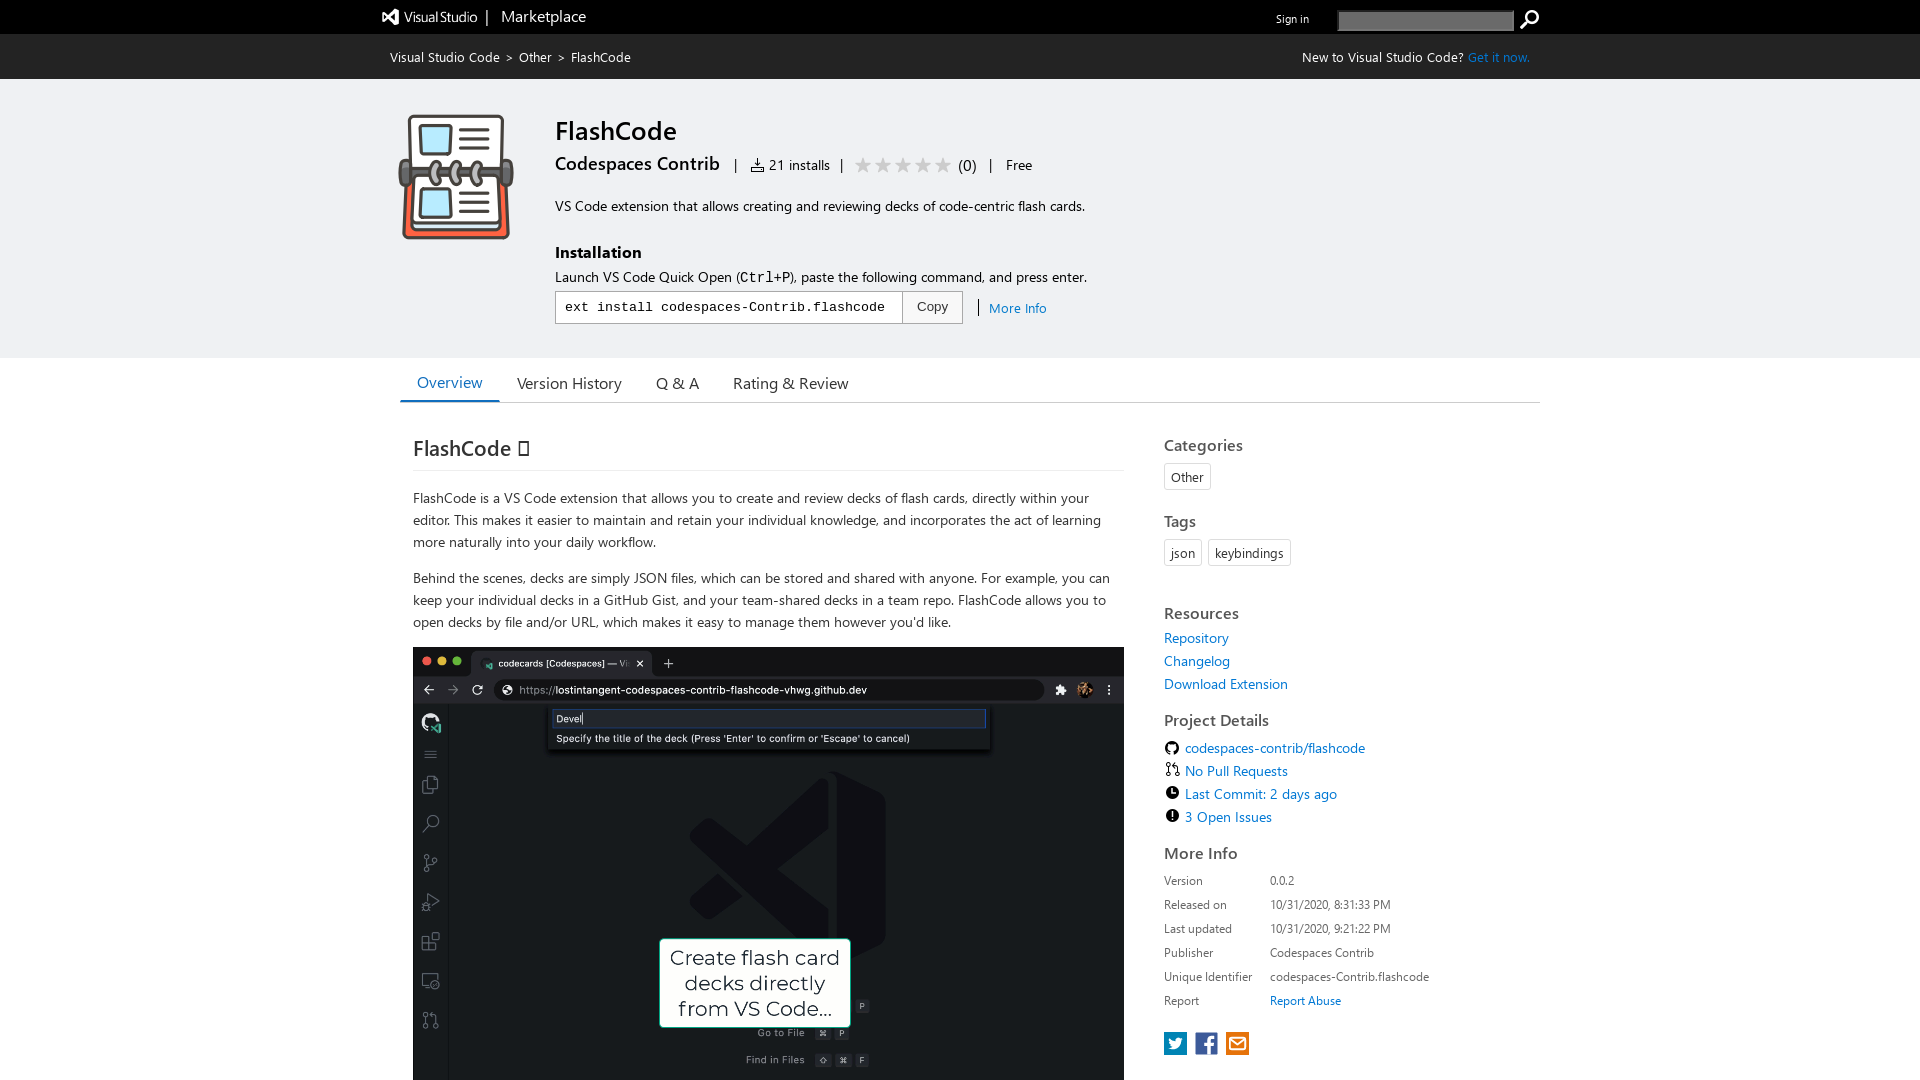 Visual Studio | Marketplace
Sign in
Visual Studio Code > Other > FlashCode
New to Visual Studio Code? Get it now.
FlashCode
Codespaces Contrib | 21 installs | (0) | Free
VS Code extension that allows creating and reviewing decks of code-centric flash cards.
Installation
Launch VS Code Quick Open (Ctrl+P), paste the following command, and press enter.
ext install codespaces-Contrib.flashcode Copy | More Info
Overview Version History Q & A Rating & Review
FlashCode
FlashCode is a VS Code extension that allows you to create and review decks of flash cards, directly within your
editor. This makes it easier to maintain and retain your individual knowledge, and incorporates the act of learning
more naturally into your daily workflow.
Behind the scenes, decks are simply JSON files, which can be stored and shared with anyone. For example, you can
keep your individual decks in a GitHub Gist, and your team-shared decks in a team repo. FlashCode allows you to
open decks by file and/or URL, which makes it easy to manage them however you'd like.
codecards [Codespaces] — Vi
https://lostintangent-codespaces-contrib-flashcode-vhwg.github.dev
Devel
Specify the title of the deck (Press 'Enter' to confirm or 'Escape' to cancel)
Create flash card
decks directly
from VS Code...
P
Go to File ⌘ P
Find in Files ⇧ ⌘ F
Categories
Other
Tags
json keybindings
Resources
Repository
Changelog
Download Extension
Project Details
codespaces-contrib/flashcode
No Pull Requests
Last Commit: 2 days ago
3 Open Issues
More Info
Version 0.0.2
Released on 10/31/2020, 8:31:33 PM
Last updated 10/31/2020, 9:21:22 PM
Publisher Codespaces Contrib
Unique Identifier codespaces-Contrib.flashcode
Report Report Abuse